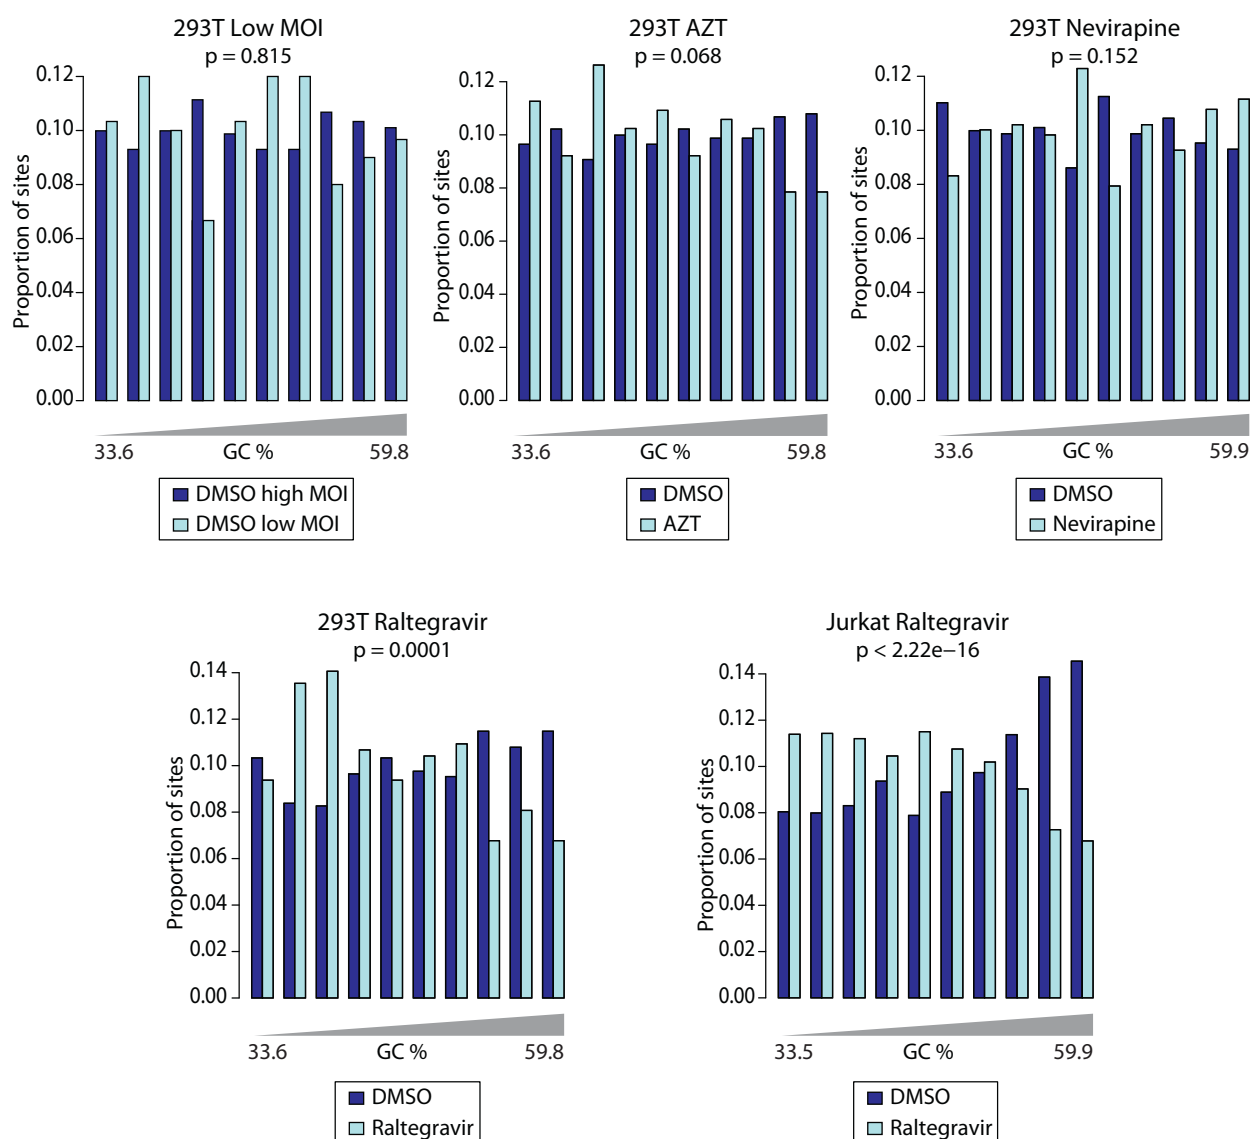 293T Low MOI
p = 0.815
Proportion of sites
0.12
0.10
0.08
0.06
0.04
0.02
0.00
33.6 GC % 59.8
DMSO high MOI
DMSO low MOI
293T AZT
p = 0.068
Proportion of sites
0.12
0.10
0.08
0.06
0.04
0.02
0.00
33.6 GC % 59.8
DMSO
AZT
293T Nevirapine
p = 0.152
Proportion of sites
0.12
0.10
0.08
0.06
0.04
0.02
0.00
33.6 GC % 59.9
DMSO
Nevirapine
293T Raltegravir
p = 0.0001
Proportion of sites
0.14
0.12
0.10
0.08
0.06
0.04
0.02
0.00
33.6 GC % 59.8
DMSO
Raltegravir
Jurkat Raltegravir
p < 2.22e−16
Proportion of sites
0.14
0.12
0.10
0.08
0.06
0.04
0.02
0.00
33.5 GC % 59.9
DMSO
Raltegravir